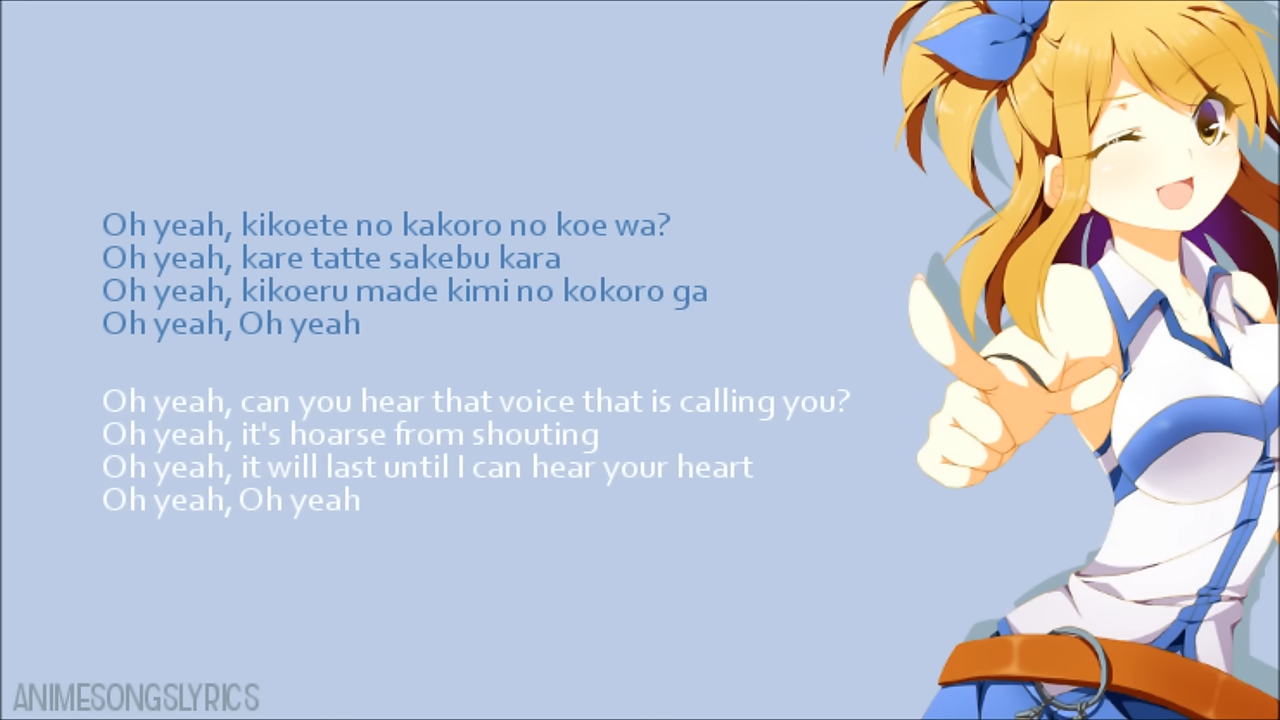 Oh yeah, kikoete no kakoro no koe wa?
Oh yeah, kare tatte sakebu kara
Oh yeah, kikoeru made kimi no kokoro ga
Oh yeah, Oh yeah
Oh yeah, can you hear that voice that is calling you?
Oh yeah, it's hoarse from shouting
Oh yeah, it will last until I can hear your heart
Oh yeah, Oh yeah
ANIMESONGSLYRICS